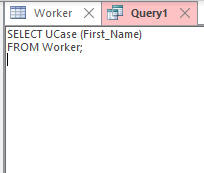 Worker
Query1
SELECT UCase (First_Name)
FROM Worker;